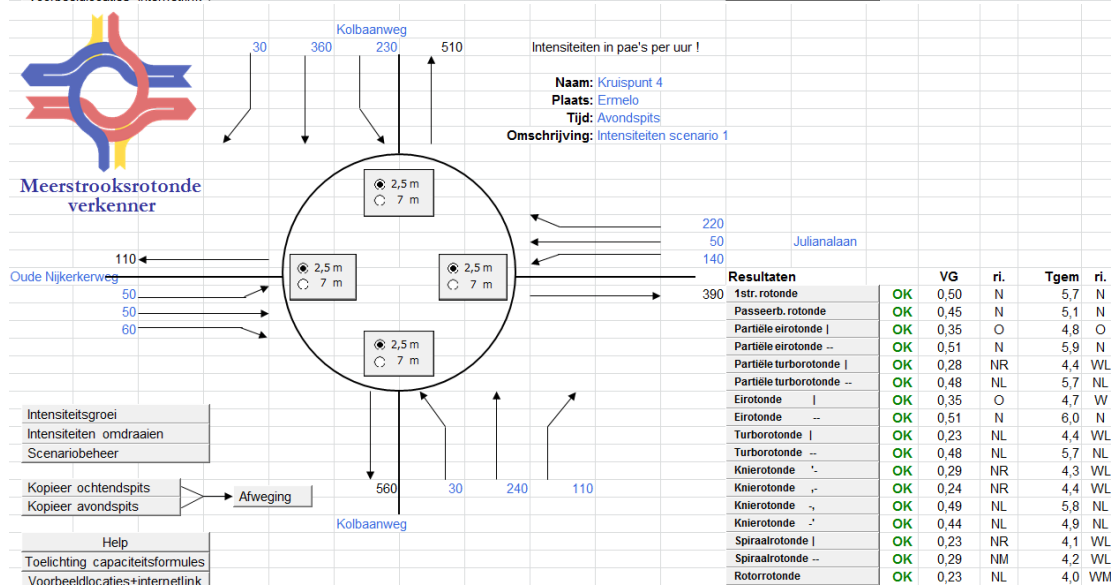 Kolbaanweg
30 360 230 510 Intensiteiten in pae's per uur !
Naam: Kruispunt 4
Plaats: Ermelo
Tijd: Avondspits
Omschrijving: Intensiteiten scenario 1
Meerstrooksrotonde
verkenner
2,5 m
7 m
220
50 Julianalaan
140
110
Oude Nijkerkerweg
50
50
60
2,5 m
7 m
2,5 m
7 m
390
2,5 m
7 m
560 30 240 110
Kolbaanweg
Intensiteitsgroei
Intensiteiten omdraaien
Scenariobeheer
Kopieer ochtendspits
Kopieer avondspits
Afweging
Help
Toelichting capaciteitsformules
Voorbeeldlocaties+internetlink
Resultaten VG ri. Tgem ri.
1str. rotonde OK 0,50 N 5,7 N
Passeerb. rotonde OK 0,45 N 5,1 N
Partiële eirotonde | OK 0,35 O 4,8 O
Partiële eirotonde -- OK 0,51 N 5,9 N
Partiële turborotonde | OK 0,28 NR 4,4 WL
Partiële turborotonde -- OK 0,48 NL 5,7 NL
Eirotonde | OK 0,35 O 4,7 W
Eirotonde -- OK 0,51 N 6,0 N
Turborotonde | OK 0,23 NL 4,4 WL
Turborotonde -- OK 0,48 NL 5,7 NL
Knierotonde '- OK 0,29 NR 4,3 WL
Knierotonde ,- OK 0,24 NR 4,4 WL
Knierotonde -, OK 0,49 NL 5,8 NL
Knierotonde -' OK 0,44 NL 4,9 NL
Spiraalrotonde | OK 0,23 NR 4,1 WL
Spiraalrotonde -- OK 0,29 NM 4,2 WL
Rotorrotonde OK 0,23 NL 4,0 WM